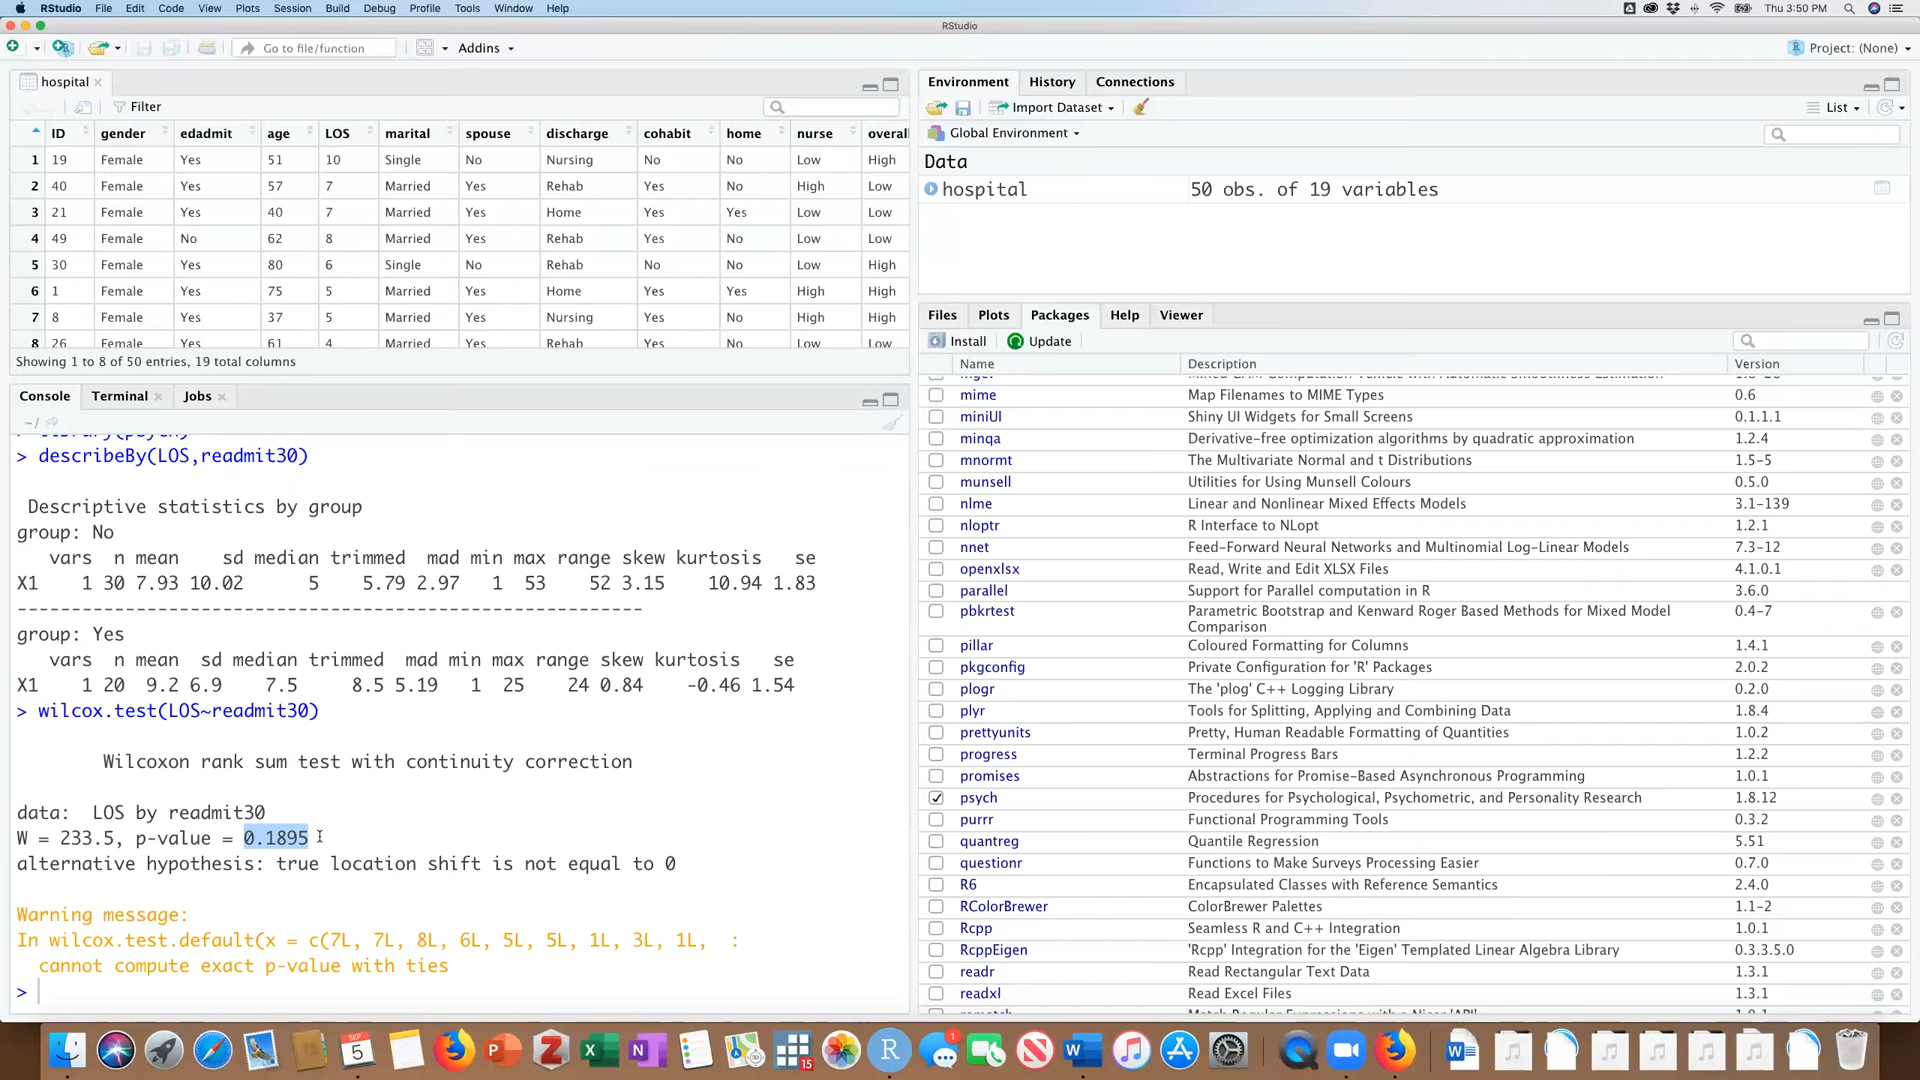 RStudio File Edit Code View Plots Session Build Debug Profile Tools Window Help Thu 3:50 PM
RStudio
Go to file/function Addins Project: (None)
hospital
Filter
ID gender edadmit age LOS marital spouse discharge cohabit home nurse overall
1 19 Female Yes 51 10 Single No Nursing No No Low High
2 40 Female Yes 57 7 Married Yes Rehab Yes No High Low
3 21 Female Yes 40 7 Married Yes Home Yes Yes Low Low
4 49 Female No 62 8 Married Yes Rehab Yes No Low Low
5 30 Female Yes 80 6 Single No Rehab No No Low High
6 1 Female Yes 75 5 Married Yes Home Yes Yes High High
7 8 Female Yes 37 5 Married Yes Nursing Yes No High High
8 26 Female Yes 61 4 Married Yes Rehab Yes No Low Low
Showing 1 to 8 of 50 entries, 19 total columns
Console Terminal Jobs
~/
> library(psych)
> describeBy(LOS,readmit30)
Descriptive statistics by group
group: No
vars n mean sd median trimmed mad min max range skew kurtosis se
X1 1 30 7.93 10.02 5 5.79 2.97 1 53 52 3.15 10.94 1.83
----------------------------------------------------------
group: Yes
vars n mean sd median trimmed mad min max range skew kurtosis se
X1 1 20 9.2 6.9 7.5 8.5 5.19 1 25 24 0.84 -0.46 1.54
> wilcox.test(LOS~readmit30)
Wilcoxon rank sum test with continuity correction
data: LOS by readmit30
W = 233.5, p-value = 0.1895
alternative hypothesis: true location shift is not equal to 0
Warning message:
In wilcox.test.default(x = c(7L, 7L, 8L, 6L, 5L, 5L, 1L, 3L, 1L, :
cannot compute exact p-value with ties
>
Environment History Connections
Import Dataset List
Global Environment
Data
hospital 50 obs. of 19 variables
Files Plots Packages Help Viewer
Install Update
Name Description Version
mime Map Filenames to MIME Types 0.6
miniUI Shiny UI Widgets for Small Screens 0.1.1.1
minqa Derivative-free optimization algorithms by quadratic approximation 1.2.4
mnormt The Multivariate Normal and t Distributions 1.5-5
munsell Utilities for Using Munsell Colours 0.5.0
nlme Linear and Nonlinear Mixed Effects Models 3.1-139
nloptr R Interface to NLopt 1.2.1
nnet Feed-Forward Neural Networks and Multinomial Log-Linear Models 7.3-12
openxlsx Read, Write and Edit XLSX Files 4.1.0.1
parallel Support for Parallel computation in R 3.6.0
pbkrtest Parametric Bootstrap and Kenward Roger Based Methods for Mixed Model 0.4-7
Comparison
pillar Coloured Formatting for Columns 1.4.1
pkgconfig Private Configuration for 'R' Packages 2.0.2
plogr The 'plog' C++ Logging Library 0.2.0
plyr Tools for Splitting, Applying and Combining Data 1.8.4
prettyunits Pretty, Human Readable Formatting of Quantities 1.0.2
progress Terminal Progress Bars 1.2.2
promises Abstractions for Promise-Based Asynchronous Programming 1.0.1
psych Procedures for Psychological, Psychometric, and Personality Research 1.8.12
purrr Functional Programming Tools 0.3.2
quantreg Quantile Regression 5.51
questionr Functions to Make Surveys Processing Easier 0.7.0
R6 Encapsulated Classes with Reference Semantics 2.4.0
RColorBrewer ColorBrewer Palettes 1.1-2
Rcpp Seamless R and C++ Integration 1.0.1
RcppEigen 'Rcpp' Integration for the 'Eigen' Templated Linear Algebra Library 0.3.3.5.0
readr Read Rectangular Text Data 1.3.1
readxl Read Excel Files 1.3.1
SEP
5
15
1